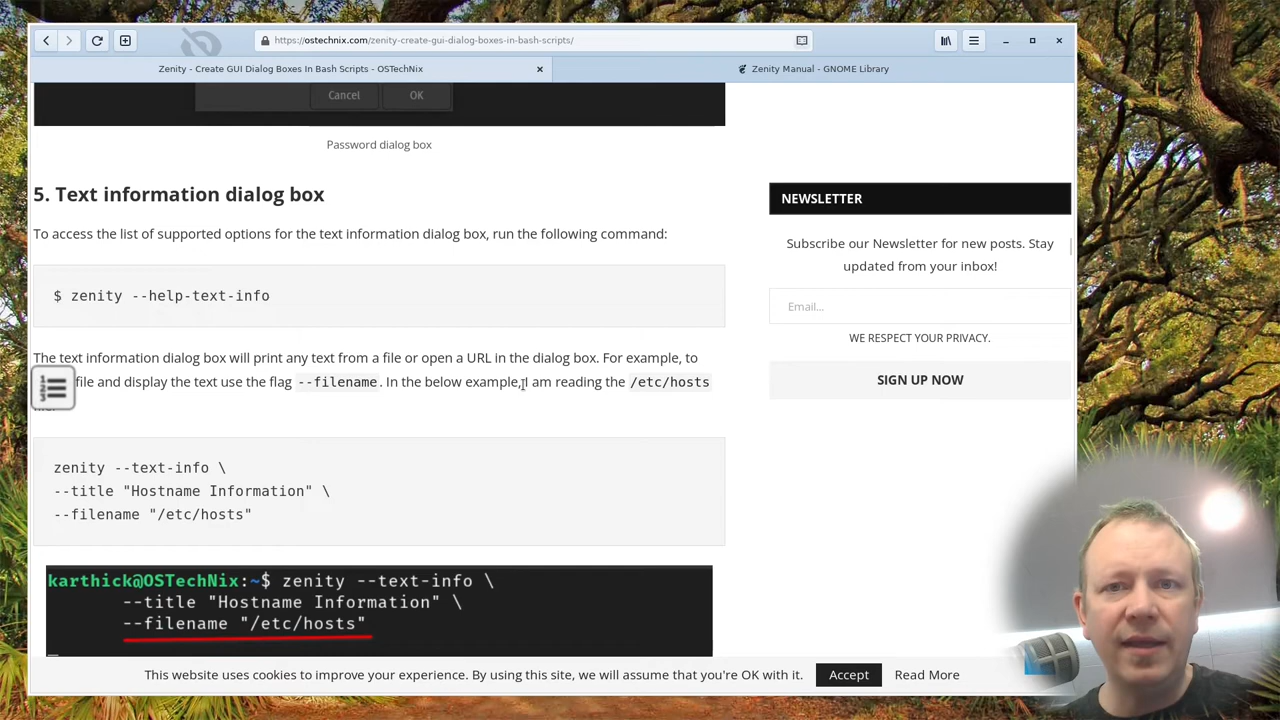 https://ostechnix.com/zenity-create-gui-dialog-boxes-in-bash-scripts/
Zenity - Create GUI Dialog Boxes In Bash Scripts - OSTechNix
Zenity Manual - GNOME Library
Cancel
OK
Password dialog box
5. Text information dialog box
To access the list of supported options for the text information dialog box, run the following command:
$ zenity --help-text-info
The text information dialog box will print any text from a file or open a URL in the dialog box. For example, to
file and display the text use the flag --filename. In the below example, I am reading the /etc/hosts
zenity --text-info \
--title "Hostname Information" \
--filename "/etc/hosts"
karthick@OSTechNix:~$ zenity --text-info \
--title "Hostname Information" \
--filename "/etc/hosts"
NEWSLETTER
Subscribe our Newsletter for new posts. Stay
updated from your inbox!
Email...
WE RESPECT YOUR PRIVACY.
SIGN UP NOW
This website uses cookies to improve your experience. By using this site, we will assume that you're OK with it.
Accept
Read More